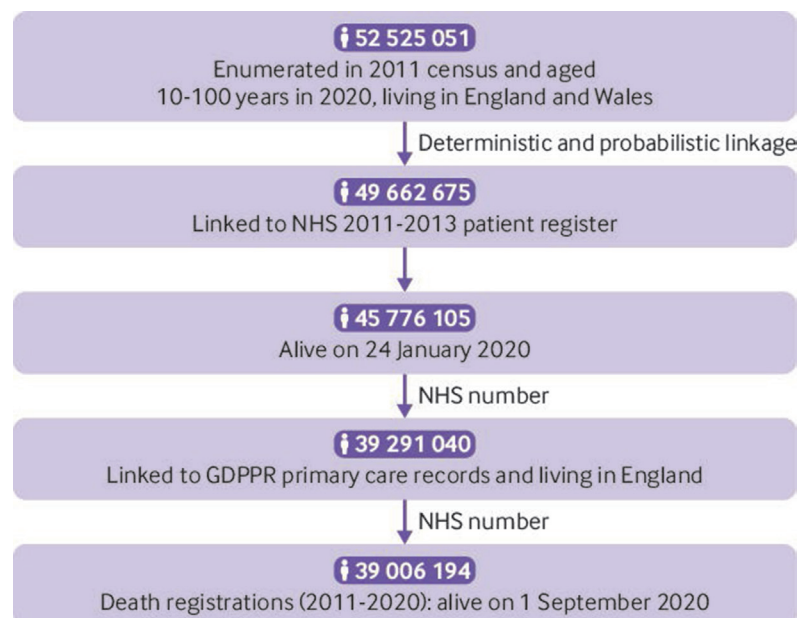 52 525 051
Enumerated in 2011 census and aged
10-100 years in 2020, living in England and Wales
Deterministic and probabilistic linkage
49 662 675
Linked to NHS 2011-2013 patient register
45 776 105
Alive on 24 January 2020
NHS number
39 291 040
Linked to GDPPR primary care records and living in England
NHS number
39 006 194
Death registrations (2011-2020): alive on 1 September 2020